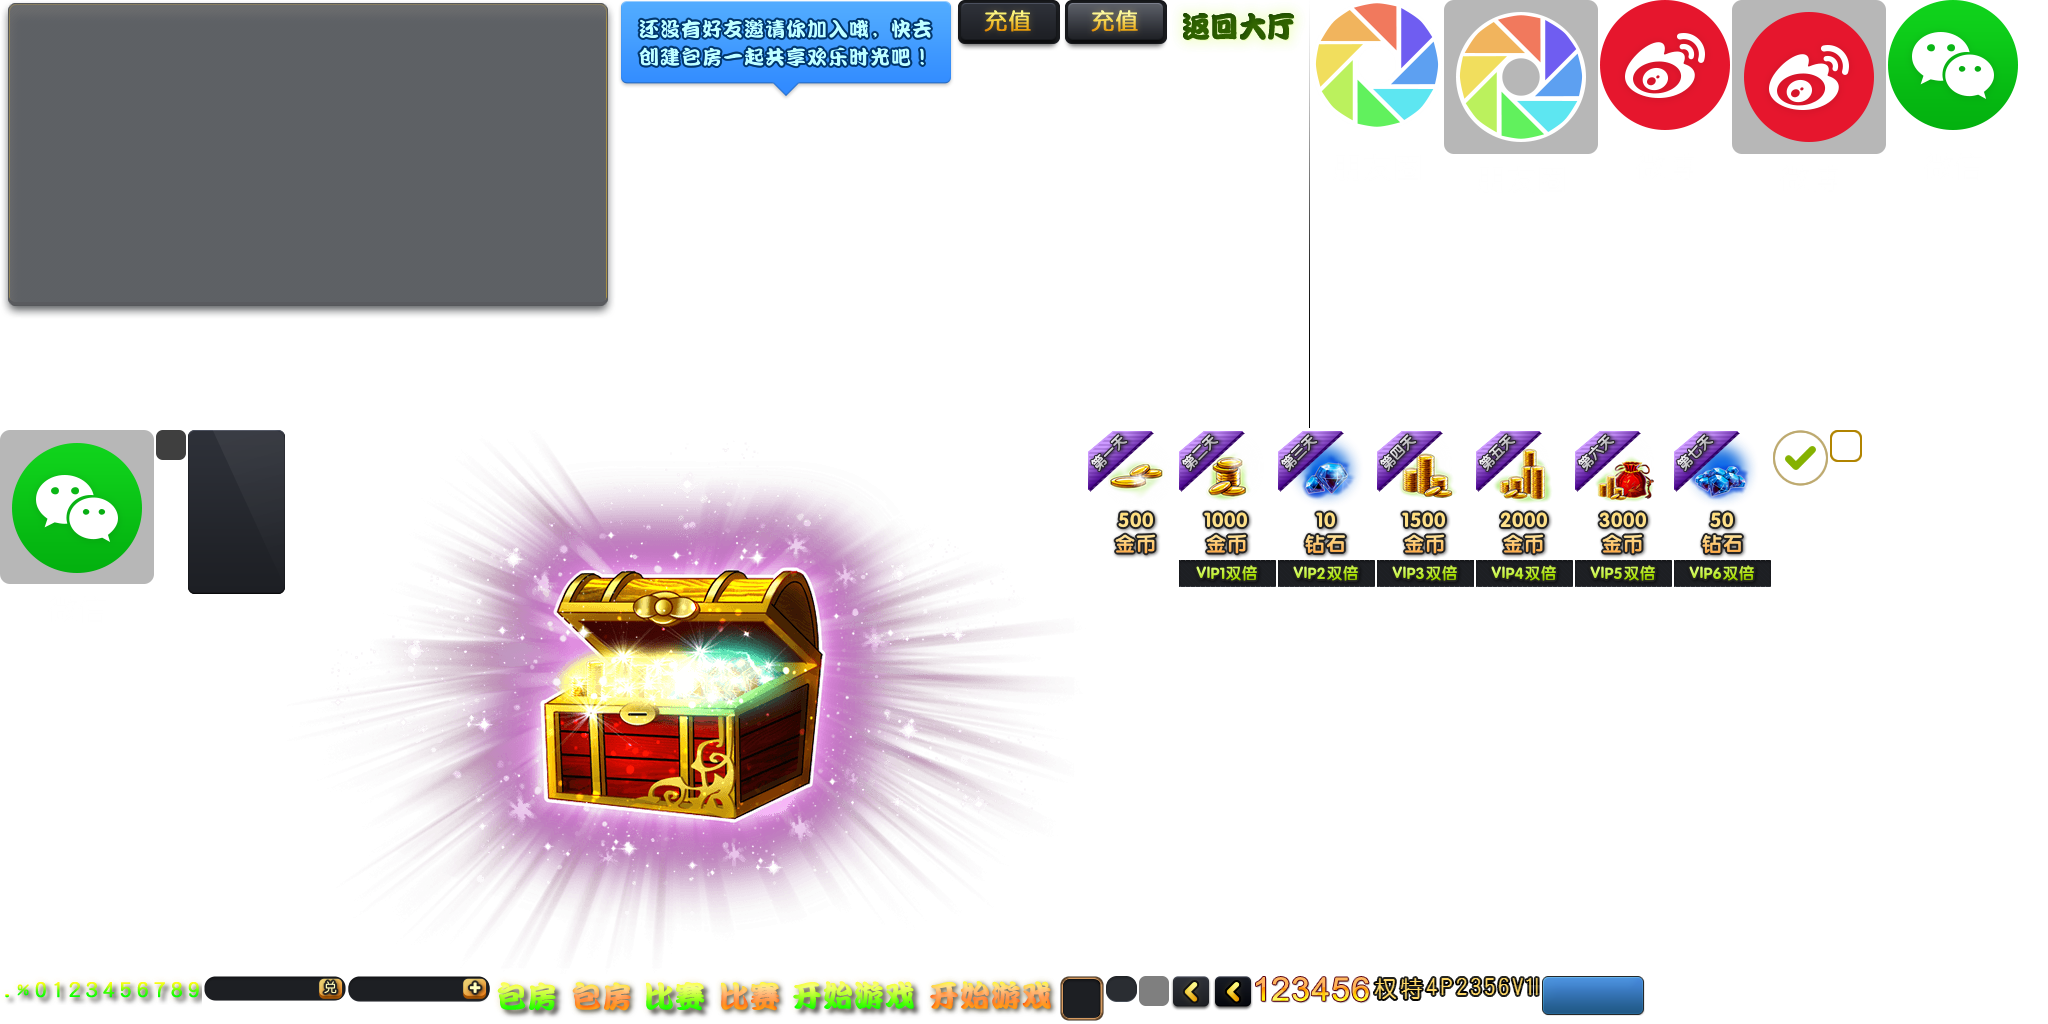 还没有好友邀请你加入哦，快去
创建包房一起共享欢乐时光吧！
充值
充值
返回大厅
第一天
500
金币
第二天
1000
金币
VIP1双倍
第三天
10
钻石
VIP2双倍
第四天
1500
金币
VIP3双倍
第五天
2000
金币
VIP4双倍
第六天
3000
金币
VIP5双倍
第七天
50
钻石
VIP6双倍
.%0123456789
兑
包房
包房
比赛
比赛
开始游戏
开始游戏
123456
权特4P2356V1l